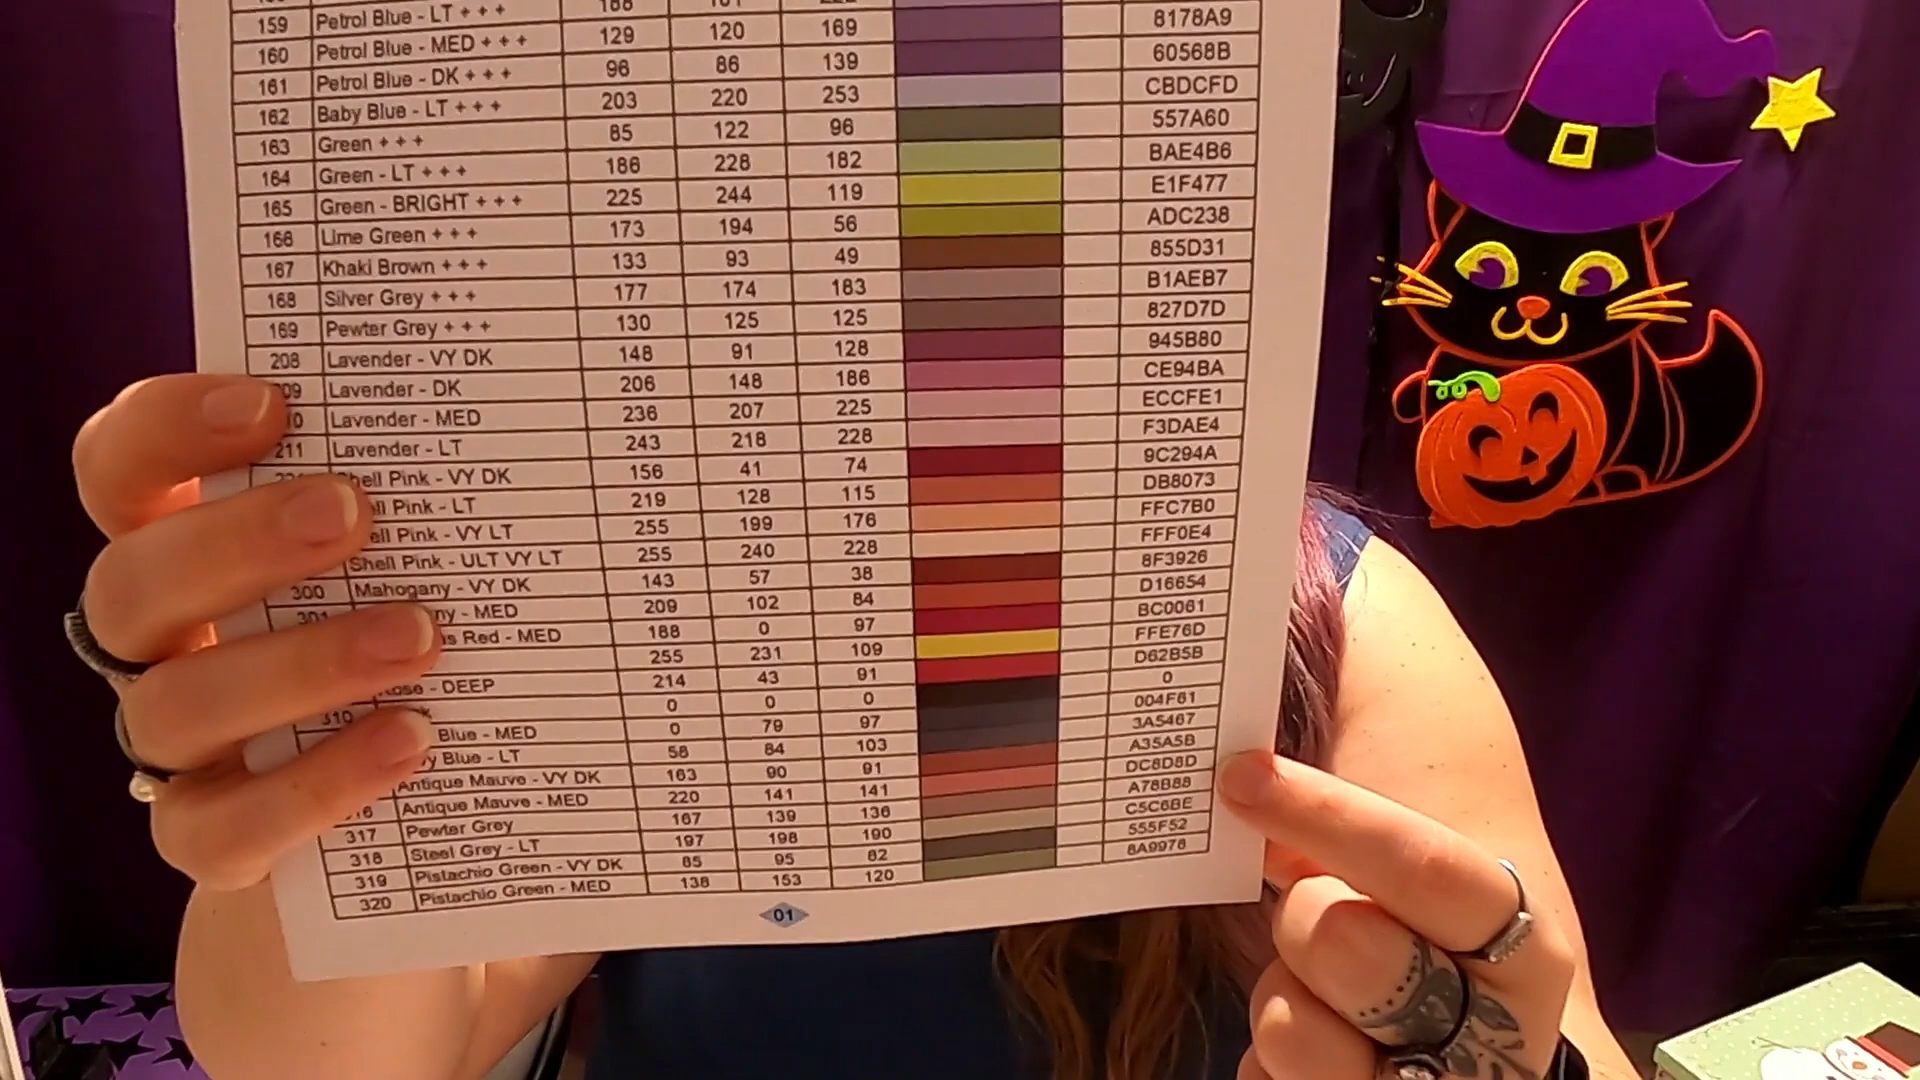 159 Petrol Blue - LT + + + 129 120 169 8178A9
160 Petrol Blue - MED + + + 96 86 139 60568B
161 Petrol Blue - DK + + + 203 220 253 CBDCFD
162 Baby Blue - LT + + + 85 122 96 557A60
163 Green + + + 186 228 182 BAE4B6
164 Green - LT + + + 225 244 119 E1F477
165 Green - BRIGHT + + + 173 194 56 ADC238
166 Lime Green + + + 133 93 49 855D31
167 Khaki Brown + + + 177 174 183 B1AEB7
168 Silver Grey + + + 130 125 125 827D7D
169 Pewter Grey + + + 148 91 128 945B80
208 Lavender - VY DK 206 148 186 CE94BA
09 Lavender - DK 236 207 225 ECCFE1
0 Lavender - MED 243 218 228 F3DAE4
211 Lavender - LT 156 41 74 9C294A
hell Pink - VY DK 219 128 115 DB8073
ll Pink - LT 255 199 176 FFC7B0
ell Pink - VY LT 255 240 228 FFF0E4
Shell Pink - ULT VY LT 143 57 38 8F3926
300 Mahogany - VY DK 209 102 84 D16654
301 ny - MED 188 0 97 BC0061
s Red - MED 255 231 109 FFE76D
214 43 91 D62B5B
Rose - DEEP 0 0 0 0
310 0 79 97 004F61
Blue - MED 58 84 103 3A5467
y Blue - LT 163 90 91 A35A5B
Antique Mauve - VY DK 220 141 141 DC8D8D
16 Antique Mauve - MED 167 139 136 A78B88
317 Pewter Grey 197 198 190 C5C6BE
318 Steel Grey - LT 85 95 82 555F52
319 Pistachio Green - VY DK 138 153 120 8A9978
320 Pistachio Green - MED
01